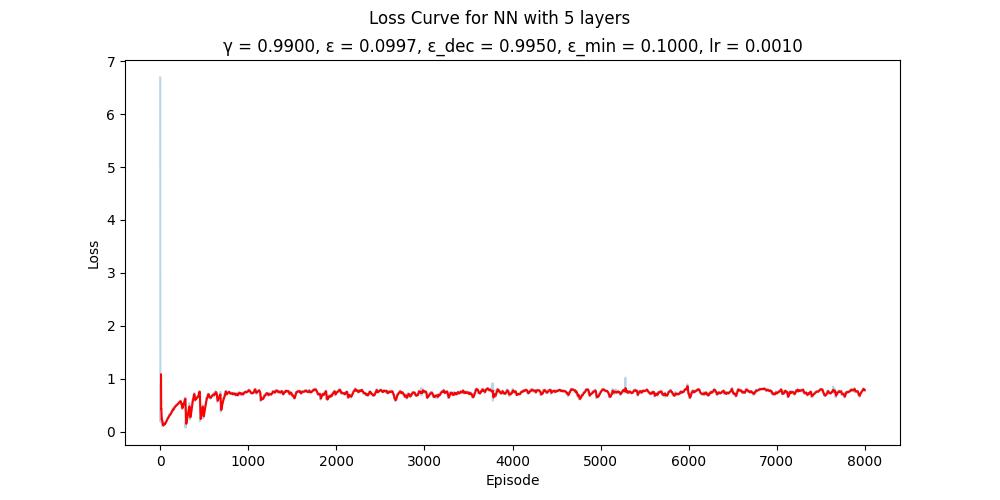 Loss Curve for NN with 5 layers
γ = 0.9900, ε = 0.0997, ε_dec = 0.9950, ε_min = 0.1000, lr = 0.0010
7
6
5
4
3
2
1
0
Loss
0 1000 2000 3000 4000 5000 6000 7000 8000
Episode